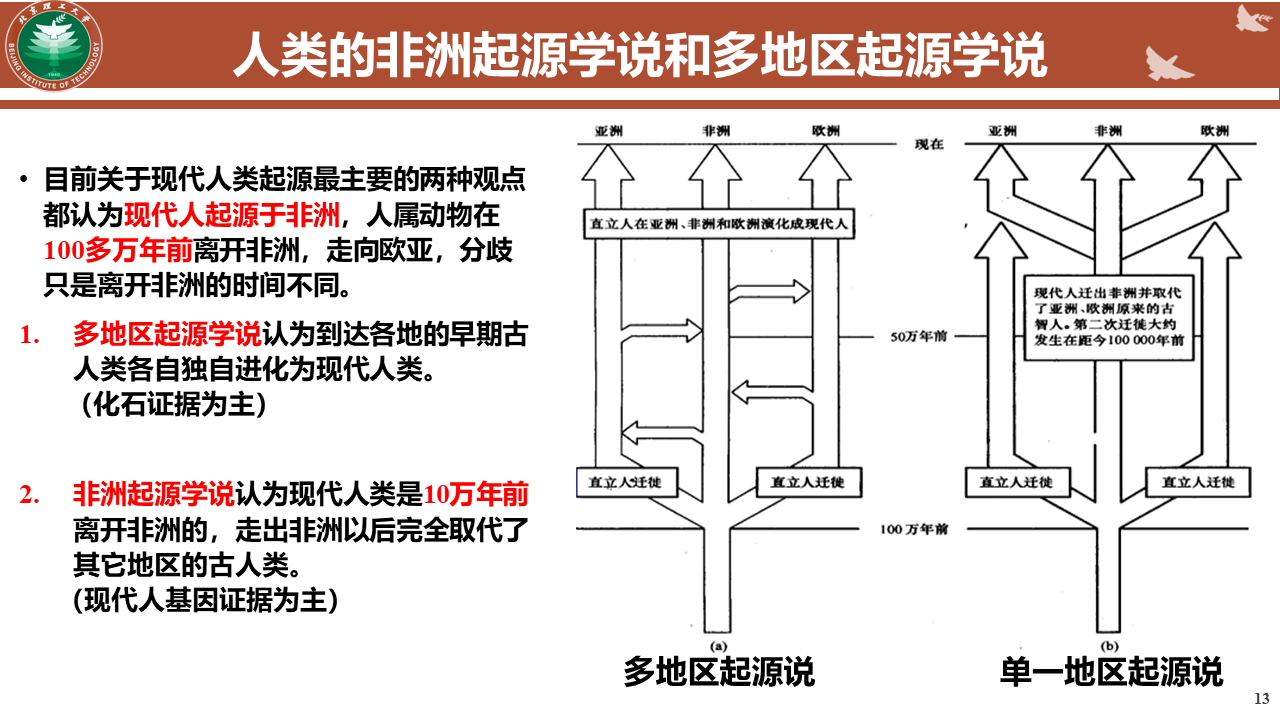 北京理工大学
BEIJING INSTITUTE OF TECHNOLOGY
1940
人类的非洲起源学说和多地区起源学说
• 目前关于现代人类起源最主要的两种观点
都认为现代人起源于非洲，人属动物在
100多万年前离开非洲，走向欧亚，分歧
只是离开非洲的时间不同。
1. 多地区起源学说认为到达各地的早期古
人类各自独自进化为现代人类。
（化石证据为主）
2. 非洲起源学说认为现代人类是10万年前
离开非洲的，走出非洲以后完全取代了
其它地区的古人类。
(现代人基因证据为主）
亚洲 非洲 欧洲
现在
直立人在亚洲、非洲和欧洲演化成现代人
50万年前
直立人迁徙 直立人迁徙
100万年前
(a)
多地区起源说
亚洲 非洲 欧洲
现代人迁出非洲并取代
了亚洲、欧洲原来的古
智人。第二次迁徙大约
发生在距今100 000年前
直立人迁徙 直立人迁徙
(b)
单一地区起源说
13